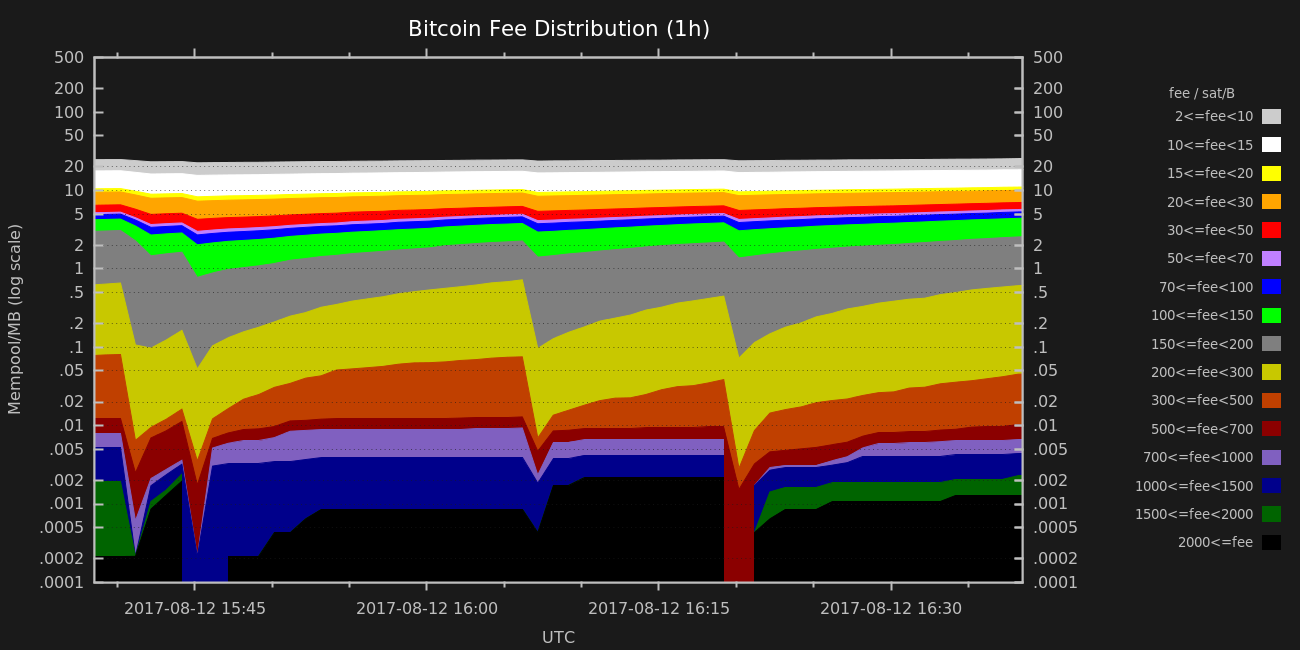 Bitcoin Fee Distribution (1h)
Mempool/MB (log scale)
500
200
100
50
20
10
5
2
1
.5
.2
.1
.05
.02
.01
.005
.002
.001
.0005
.0002
.0001
500
200
100
50
20
10
5
2
1
.5
.2
.1
.05
.02
.01
.005
.002
.001
.0005
.0002
.0001
2017-08-12 15:45
2017-08-12 16:00
2017-08-12 16:15
2017-08-12 16:30
UTC
fee / sat/B
2<=fee<10
10<=fee<15
15<=fee<20
20<=fee<30
30<=fee<50
50<=fee<70
70<=fee<100
100<=fee<150
150<=fee<200
200<=fee<300
300<=fee<500
500<=fee<700
700<=fee<1000
1000<=fee<1500
1500<=fee<2000
2000<=fee